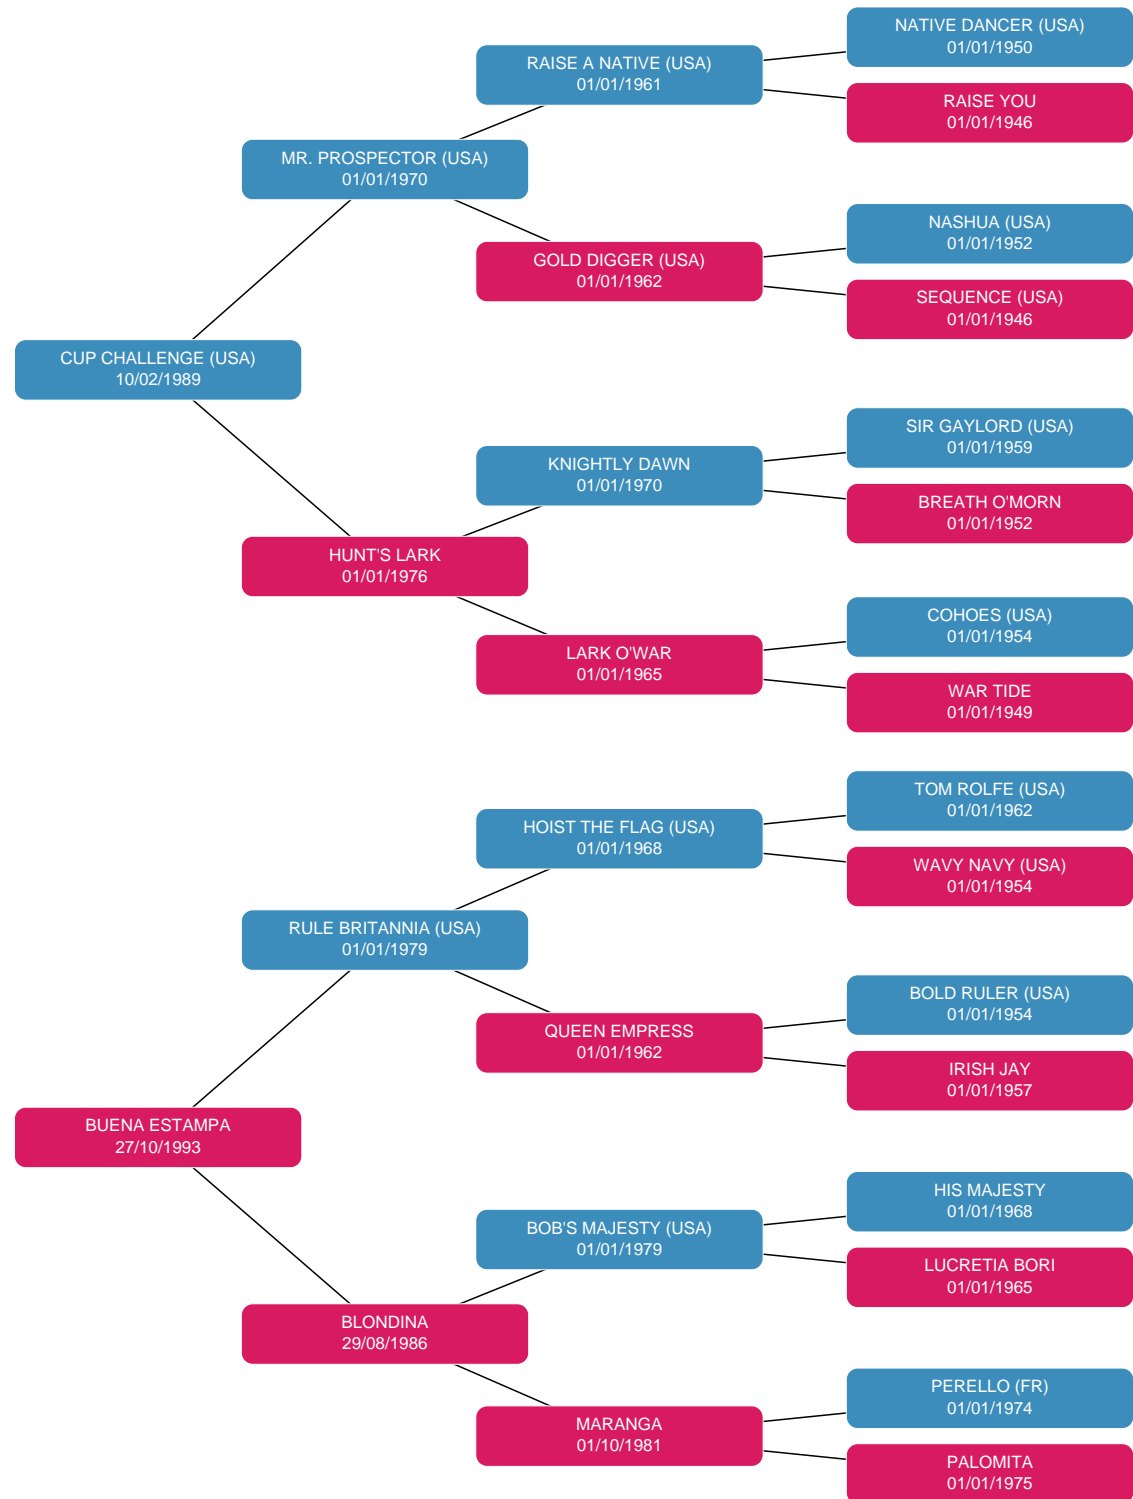 NATIVE DANCER (USA)
01/01/1950
RAISE A NATIVE (USA)
01/01/1961
RAISE YOU
01/01/1946
MR. PROSPECTOR (USA)
01/01/1970
NASHUA (USA)
01/01/1952
GOLD DIGGER (USA)
01/01/1962
SEQUENCE (USA)
01/01/1946
CUP CHALLENGE (USA)
10/02/1989
SIR GAYLORD (USA)
01/01/1959
KNIGHTLY DAWN
01/01/1970
BREATH O'MORN
01/01/1952
HUNT'S LARK
01/01/1976
COHOES (USA)
01/01/1954
LARK O'WAR
01/01/1965
WAR TIDE
01/01/1949
TOM ROLFE (USA)
01/01/1962
HOIST THE FLAG (USA)
01/01/1968
WAVY NAVY (USA)
01/01/1954
RULE BRITANNIA (USA)
01/01/1979
BOLD RULER (USA)
01/01/1954
QUEEN EMPRESS
01/01/1962
IRISH JAY
01/01/1957
BUENA ESTAMPA
27/10/1993
HIS MAJESTY
01/01/1968
BOB'S MAJESTY (USA)
01/01/1979
LUCRETIA BORI
01/01/1965
BLONDINA
29/08/1986
PERELLO (FR)
01/01/1974
MARANGA
01/10/1981
PALOMITA
01/01/1975